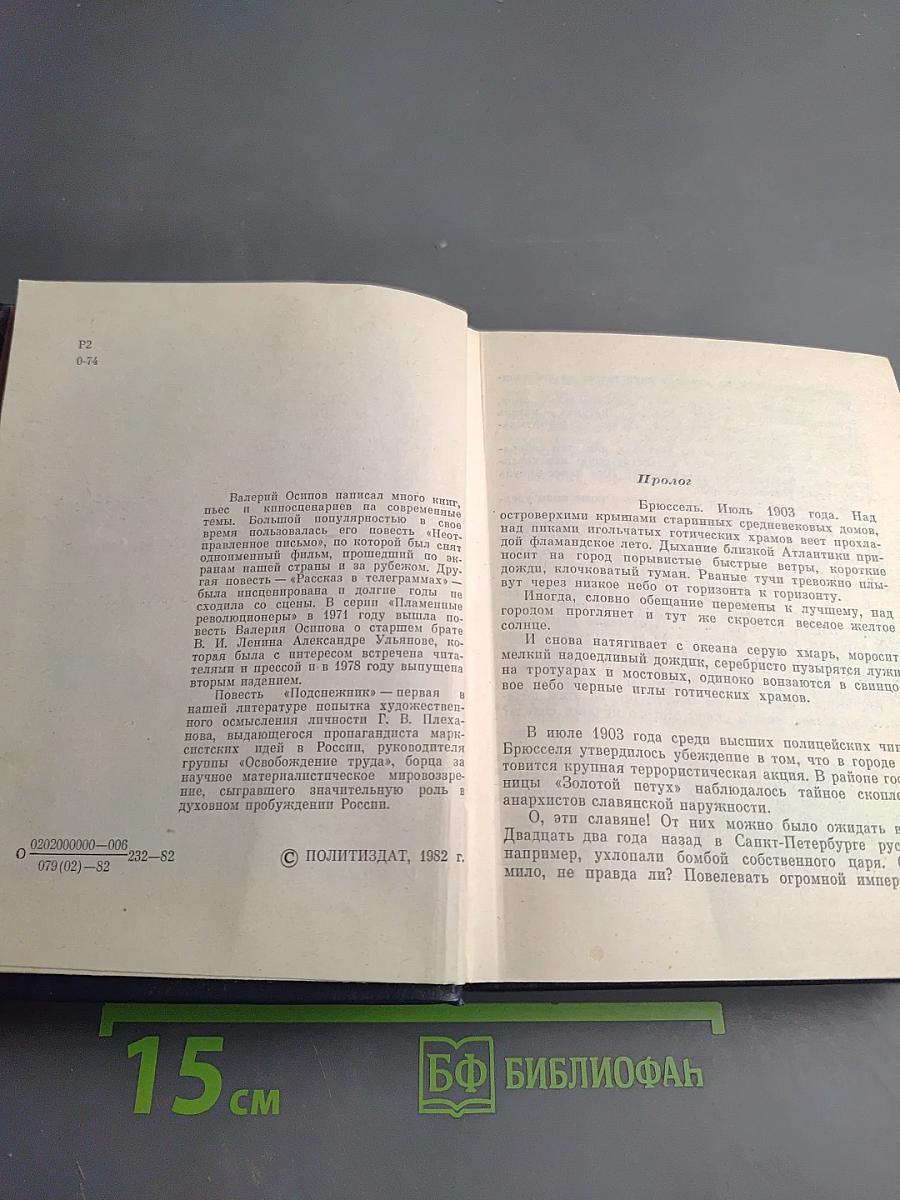 Р2
О-74
Валерий Осипов написал много книг,
пьес и киносценариев на современные
темы. Большой популярностью в свое
время пользовалась его повесть «Неот-
правленное письмо», по которой был снят
одноименный фильм, прошедший по эк-
ранам нашей страны и за рубежом. Дру-
гая повесть — «Рассказ в телеграммах» —
была инсценирована и долгие годы не
сходила со сцены. В серии «Пламенные
революционеры» в 1971 году вышла по-
весть Валерия Осипова о старшем брате
В. И. Ленина Александре Ульянове, ко-
торая была с интересом встречена чита-
телями и прессой и в 1978 году выпущена
вторым изданием.
Повесть «Подснежник» — первая в
нашей литературе попытка художествен-
ного осмысления личности Г. В. Плеха-
нова, выдающегося пропагандиста марк-
систских идей в России, руководителя
группы «Освобождение труда», борца за
научное материалистическое мировоззре-
ние, сыгравшего значительную роль в
духовном пробуждении России.
О 0202000000—006
079(02)—82 232—82
© ПОЛИТИЗДАТ, 1982 г.
Пролог
Брюссель. Июль 1903 года. Над
островерхими крышами старинных средневековых домов,
над пиками игольчатых готических храмов веет прохла-
дой фламандское лето. Дыхание близкой Атлантики при-
носит на город порывистые быстрые ветры, короткие
дожди, клочковатый туман. Рваные тучи тревожно плы-
вут через низкое небо от горизонта к горизонту.
Иногда, словно обещание перемены к лучшему, над
городом проглянет и тут же скроется веселое желтое
солнце.
И снова натягивает с океана серую хмарь, моросит
мелкий надоедливый дождик, серебристо пузырятся лужи
на тротуарах и мостовых, одиноко вонзаются в свинцо
вое небо черные иглы готических храмов.
В июле 1903 года среди высших полицейских чин
Брюсселя утвердилось убеждение в том, что в городе
товится крупная террористическая акция. В районе гос
ницы «Золотой петух» наблюдалось тайное скопле
анархистов славянской наружности.
О, эти славяне! От них можно было ожидать в
Двадцать два года назад в Санкт-Петербурге рус
например, ухлопали бомбой собственного царя.
мило, не правда ли? Повелевать огромной импер
15 см
БФ БИБЛИОФАН